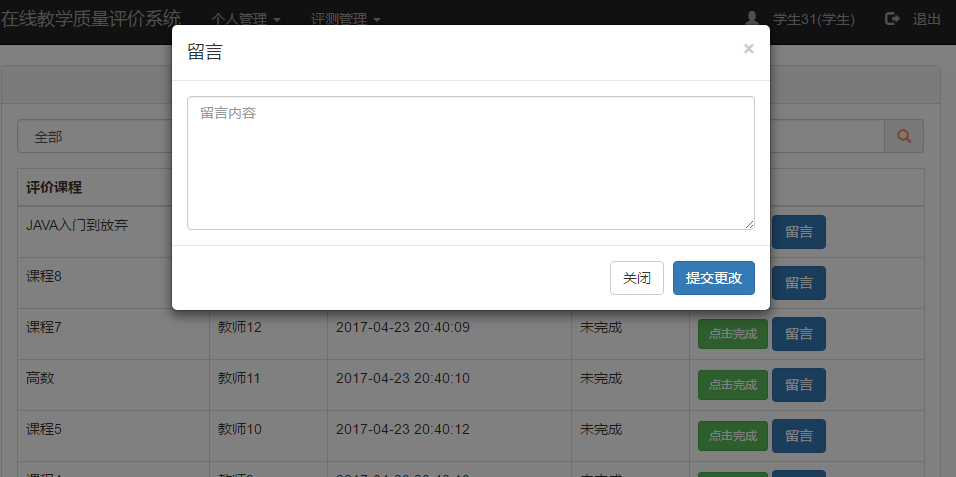 在线教学质量评价系统 个人管理 评测管理 学生31(学生) 退出
留言 ×
留言内容
全部
评价课程
JAVA入门到放弃 留言
课程8 留言
关闭 提交更改
课程7 教师12 2017-04-23 20:40:09 未完成 点击完成 留言
高数 教师11 2017-04-23 20:40:10 未完成 点击完成 留言
课程5 教师10 2017-04-23 20:40:12 未完成 点击完成 留言